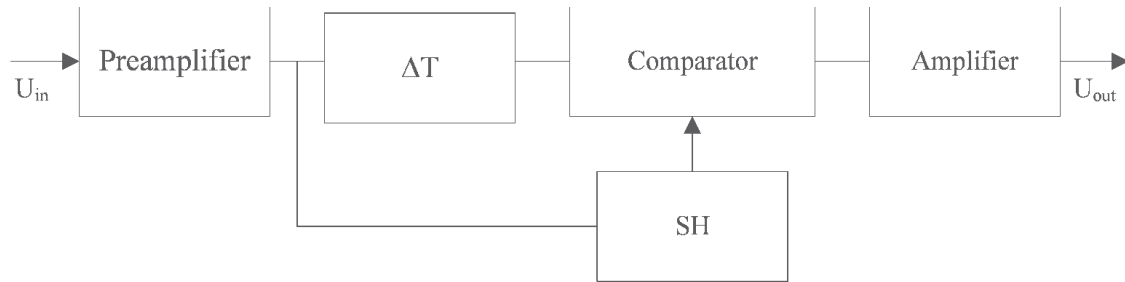 Preamplifier
ΔT
Comparator
Amplifier
U_in
U_out
SH